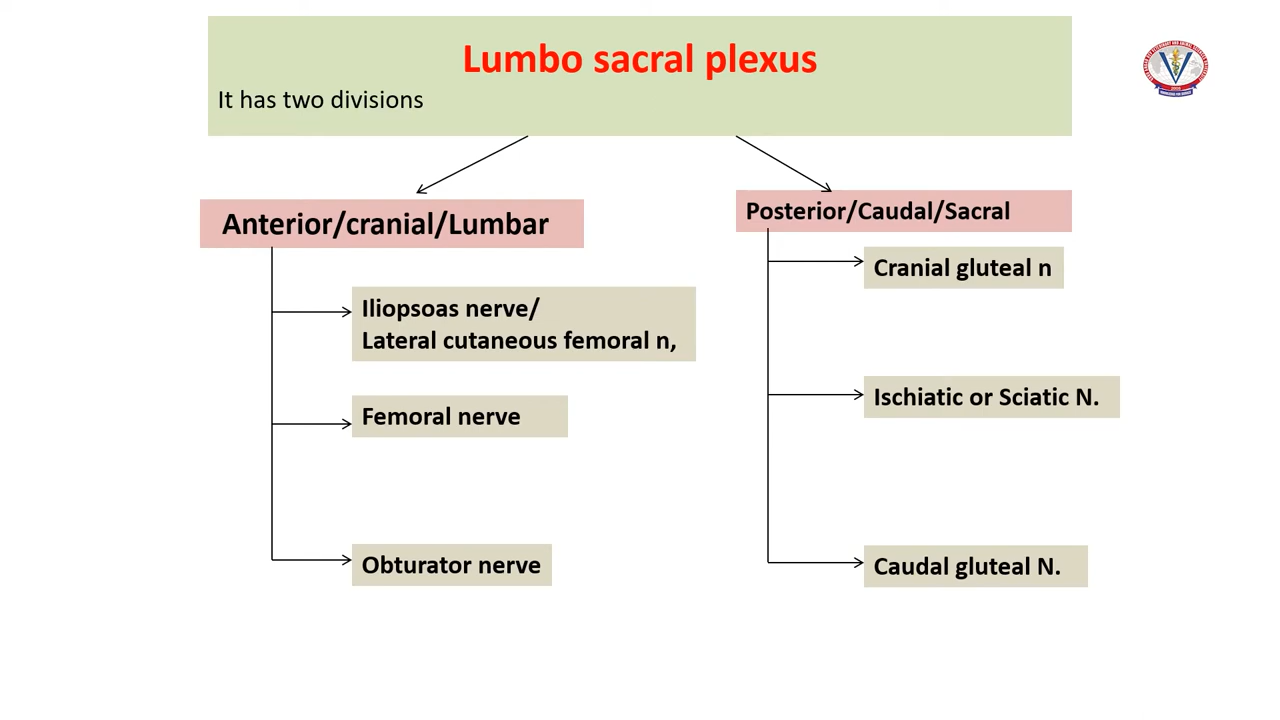 Lumbo sacral plexus
It has two divisions
Anterior/cranial/Lumbar
Iliopsoas nerve/
Lateral cutaneous femoral n,
Femoral nerve
Obturator nerve
Posterior/Caudal/Sacral
Cranial gluteal n
Ischiatic or Sciatic N.
Caudal gluteal N.